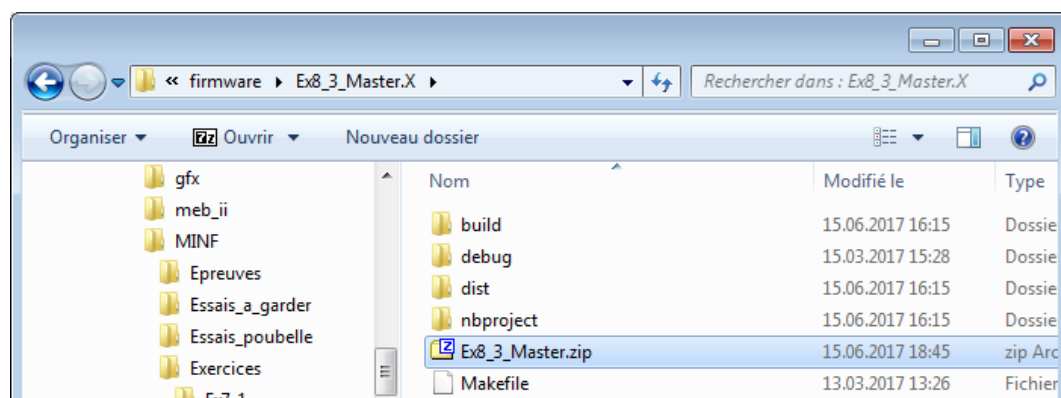 « firmware ▸ Ex8_3_Master.X ▸ Rechercher dans : Ex8_3_Master.X
Organiser Ouvrir Nouveau dossier
gfx
meb_ii
MINF
Epreuves
Essais_a_garder
Essais_poubelle
Exercices
Ex7_1
Nom Modifié le Type
build 15.06.2017 16:15 Dossie
debug 15.03.2017 15:28 Dossie
dist 15.06.2017 16:15 Dossie
nbproject 15.06.2017 16:15 Dossie
Ex8_3_Master.zip 15.06.2017 18:45 zip Arc
Makefile 13.03.2017 13:26 Fichier